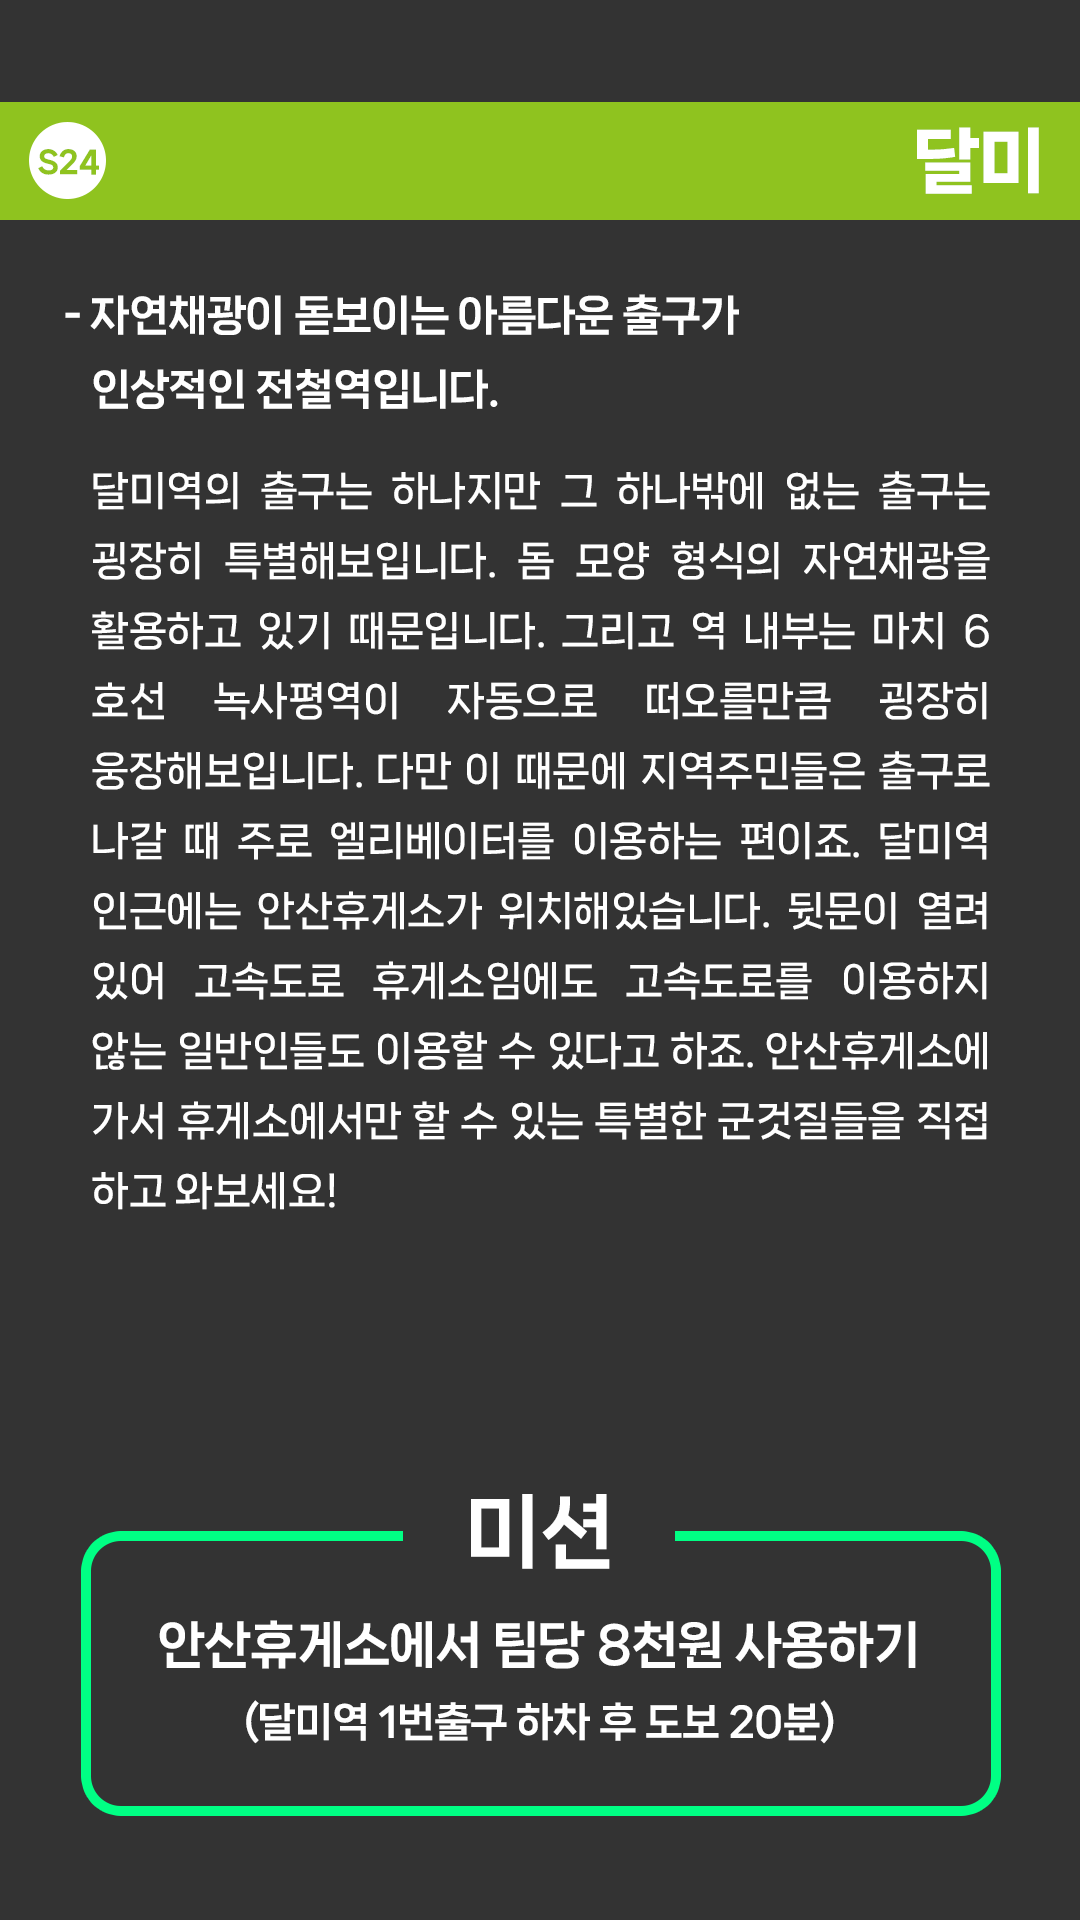 S24
달미
- 자연채광이 돋보이는 아름다운 출구가
인상적인 전철역입니다.
달미역의 출구는 하나지만 그 하나밖에 없는 출구는
굉장히 특별해보입니다. 돔 모양 형식의 자연채광을
활용하고 있기 때문입니다. 그리고 역 내부는 마치 6
호선 녹사평역이 자동으로 떠오를만큼 굉장히
웅장해보입니다. 다만 이 때문에 지역주민들은 출구로
나갈 때 주로 엘리베이터를 이용하는 편이죠. 달미역
인근에는 안산휴게소가 위치해있습니다. 뒷문이 열려
있어 고속도로 휴게소임에도 고속도로를 이용하지
않는 일반인들도 이용할 수 있다고 하죠. 안산휴게소에
가서 휴게소에서만 할 수 있는 특별한 군것질들을 직접
하고 와보세요!
미션
안산휴게소에서 팀당 8천원 사용하기
(달미역 1번출구 하차 후 도보 20분)